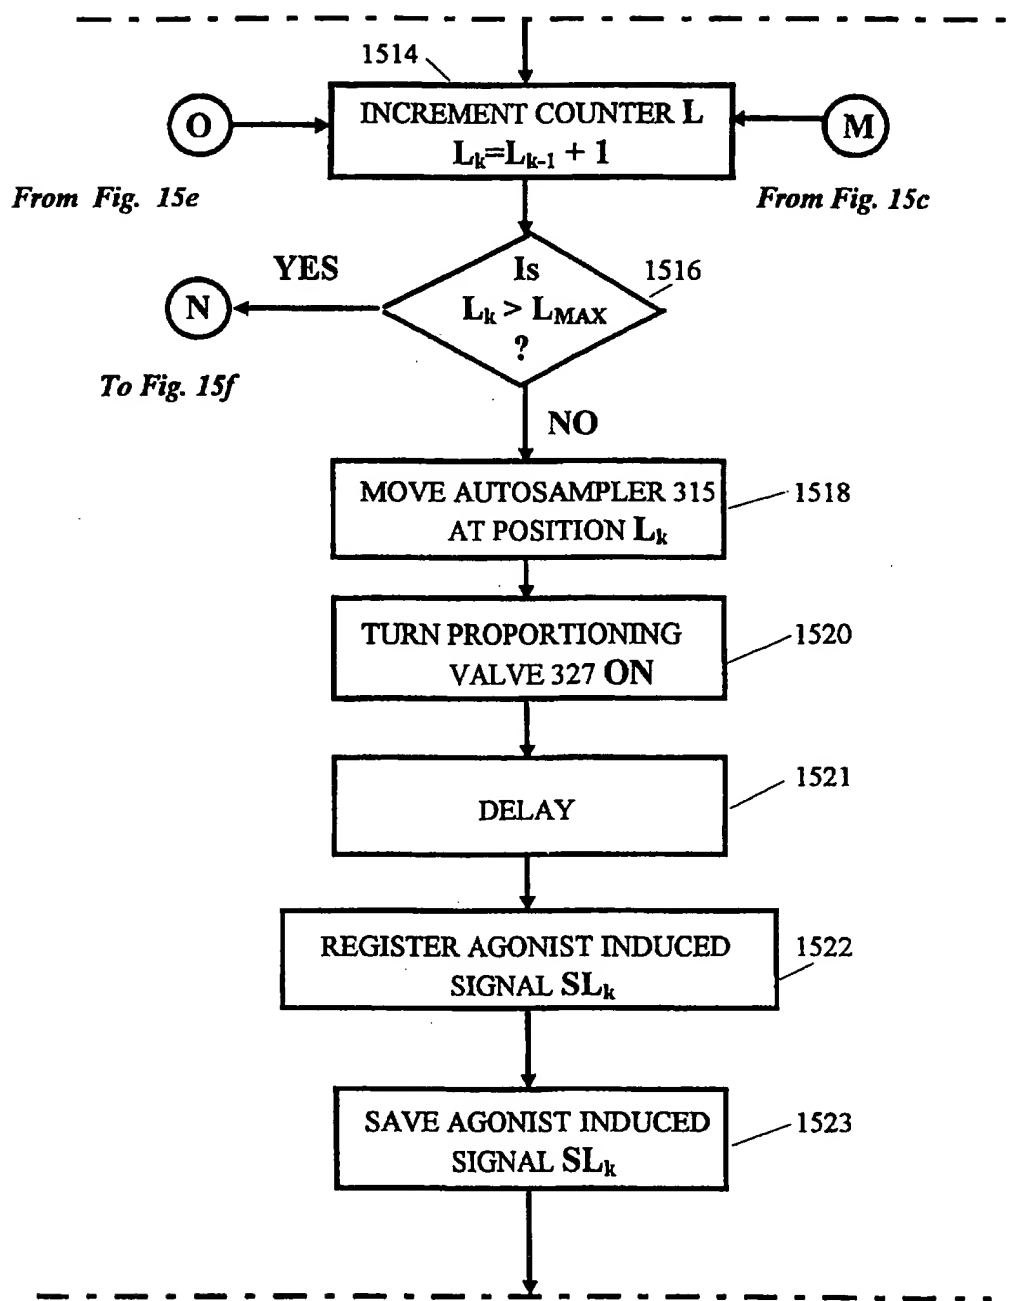 1514
INCREMENT COUNTER L
Lk=Lk-1 + 1
O
M
From Fig. 15e
From Fig. 15c
YES
Is
Lk > LMAX
?
1516
N
To Fig. 15f
NO
MOVE AUTOSAMPLER 315
AT POSITION Lk
1518
TURN PROPORTIONING
VALVE 327 ON
1520
DELAY
1521
REGISTER AGONIST INDUCED
SIGNAL SLk
1522
SAVE AGONIST INDUCED
SIGNAL SLk
1523